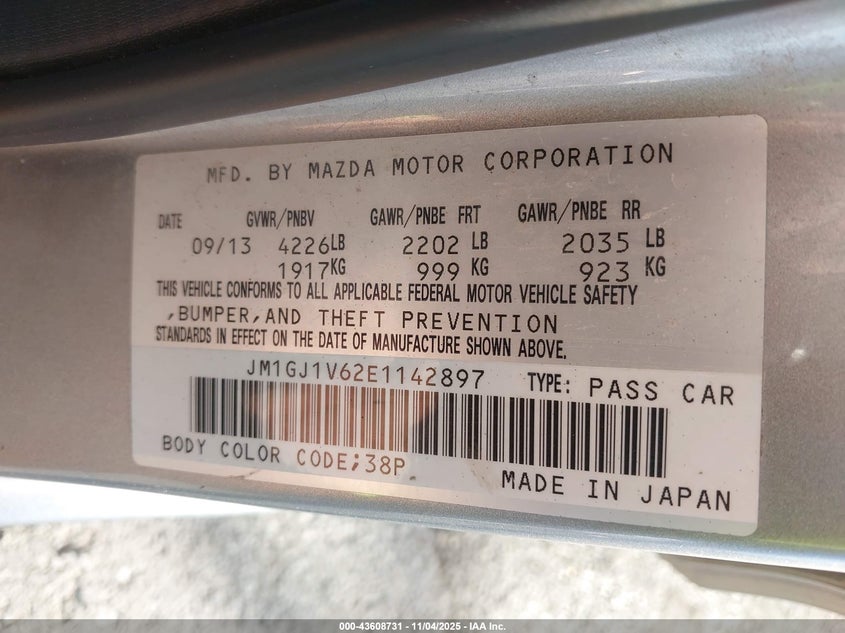 MFD. BY MAZDA MOTOR CORPORATION
DATE GVWR/PNBV GAWR/PNBE FRT GAWR/PNBE RR
09/13 4226LB 2202 LB 2035 LB
1917KG 999 KG 923 KG
THIS VEHICLE CONFORMS TO ALL APPLICABLE FEDERAL MOTOR VEHICLE SAFETY
,BUMPER,AND THEFT PREVENTION
STANDARDS IN EFFECT ON THE DATE OF MANUFACTURE SHOWN ABOVE.
JM1GJ1V62E1142897 TYPE: PASS CAR
BODY COLOR CODE;38P
MADE IN JAPAN
000-43608731 - 11/04/2025 - IAA Inc.